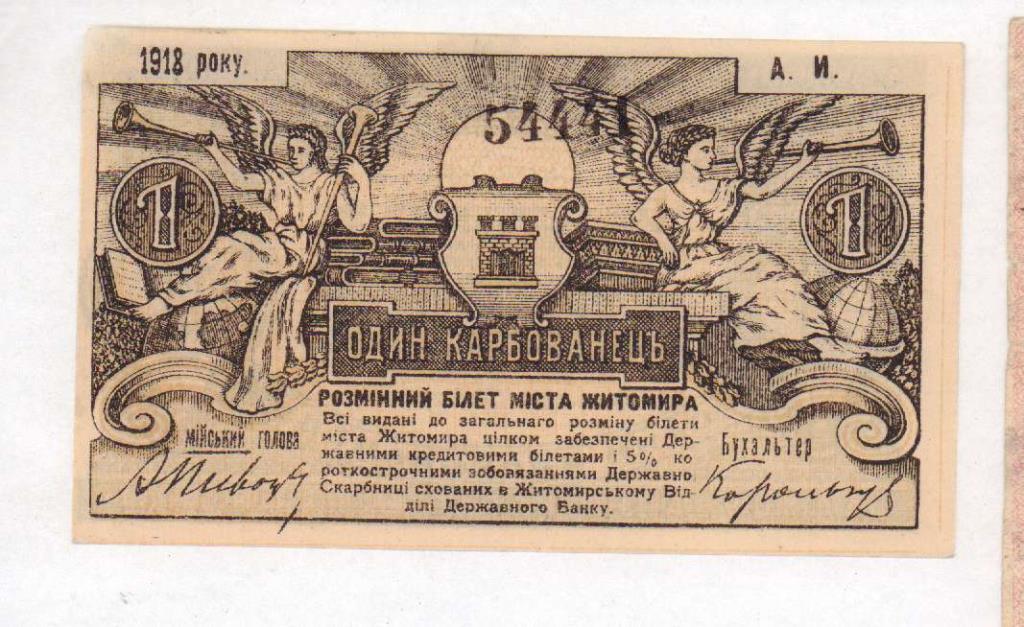 1918 року.
А. И.
54441
1
1
ОДИН КАРБОВАНЕЦЪ
РОЗМІННИЙ БІЛЕТ МІСТА ЖИТОМИРА
Всі видані до загальнаго розміну білети
міста Житомира цілком забезпечені Дер-
жавними кредитовими білетами і 5% ко
роткострочними зобовязаннями Державно
Скарбниці схованих в Житомирському Від-
ділі Державного Банку.
мійський голова
Бухальтер